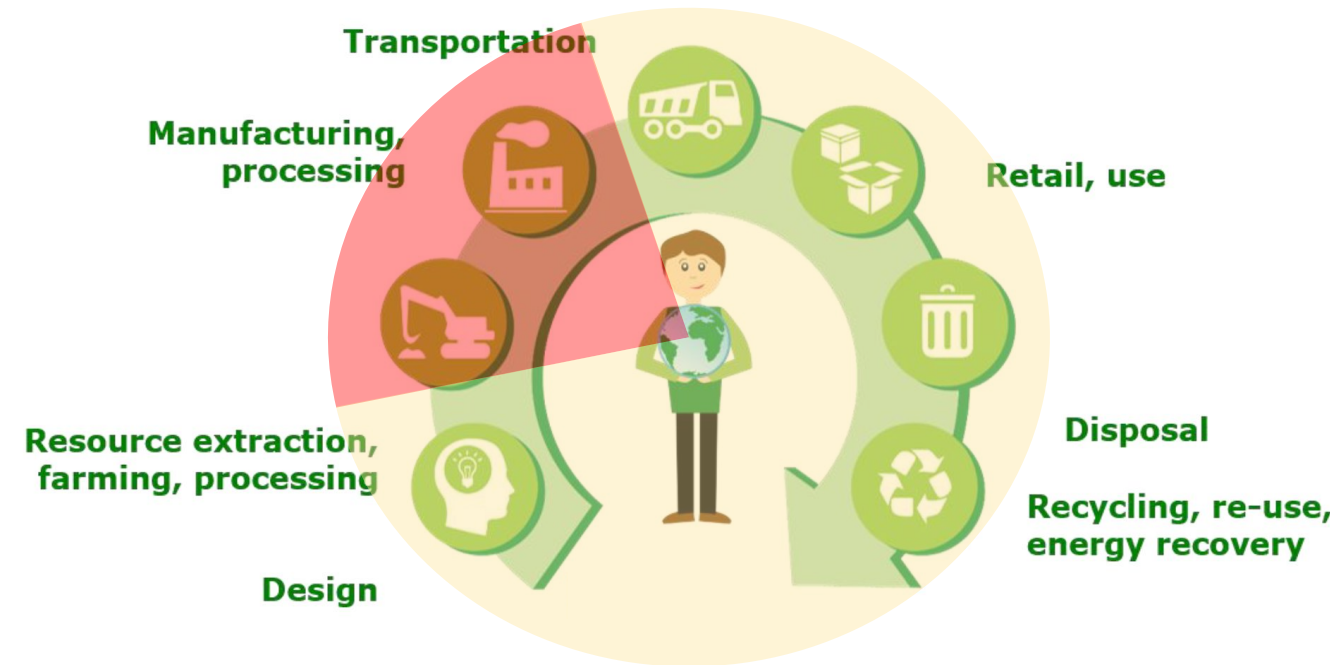 Transportation
Manufacturing,
processing
Retail, use
Resource extraction,
farming, processing
Disposal
Recycling, re-use,
energy recovery
Design